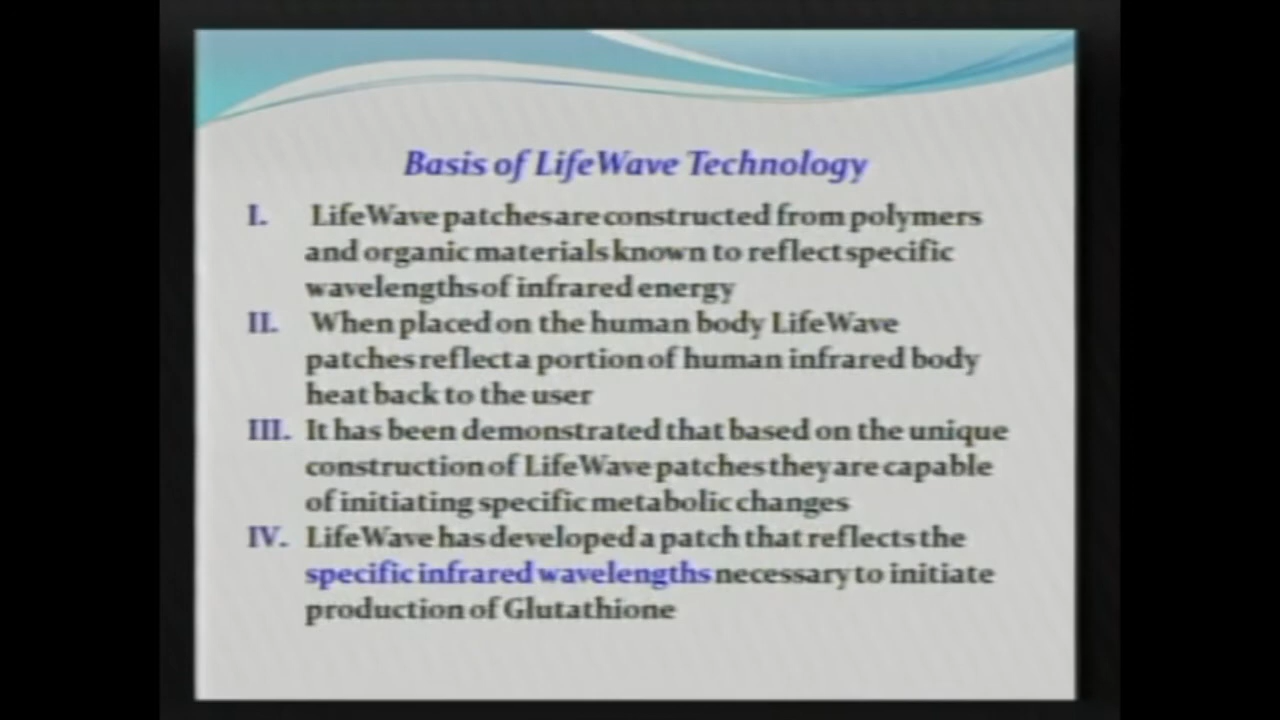 Basis of LifeWave Technology
I. LifeWave patches are constructed from polymers
and organic materials known to reflect specific
wavelengths of infrared energy
II. When placed on the human body LifeWave
patches reflect a portion of human infrared body
heat back to the user
III. It has been demonstrated that based on the unique
construction of LifeWave patches they are capable
of initiating specific metabolic changes
IV. LifeWave has developed a patch that reflects the
specific infrared wavelengths necessary to initiate
production of Glutathione